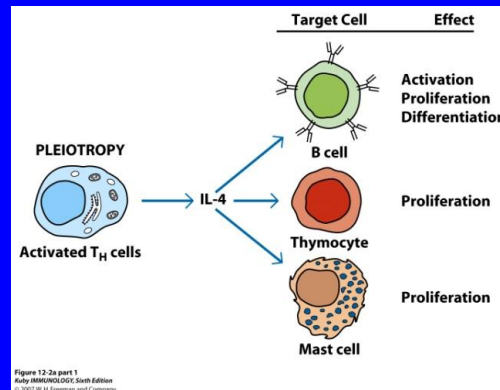 Target Cell Effect
Activation
Proliferation
Differentiation
B cell
PLEIOTROPY
Activated TH cells
IL-4
Proliferation
Thymocyte
Proliferation
Mast cell
Figure 12-2a part 1
Kuby IMMUNOLOGY, Sixth Edition
© 2007 W.H. Freeman and Company